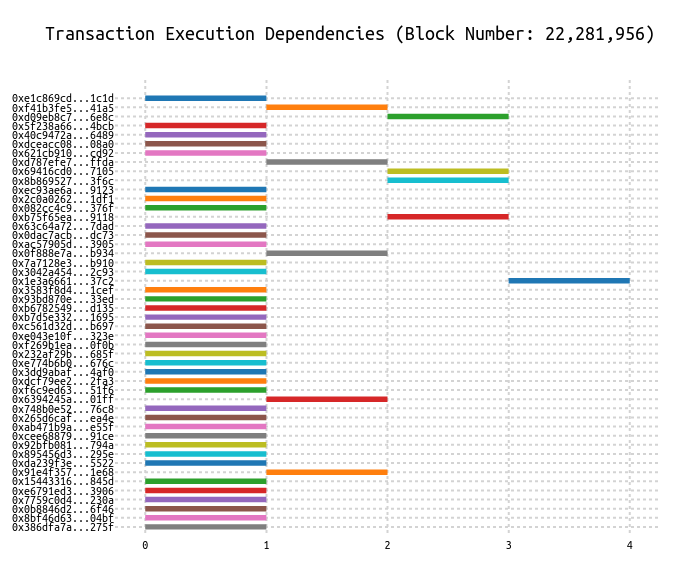 Transaction Execution Dependencies (Block Number: 22,281,956)
0xe1c869cd...1c1d
0xf41b3fe5...41a5
0xd09eb8c7...6e8c
0x5f238a66...4bcb
0x40c9472a...6489
0xdceacc08...08a0
0x621cb910...cd92
0xd787efe7...ffda
0x69416cd0...7105
0x8b869527...3f6c
0xec93ae6a...9123
0x2c0a0262...1df1
0x082cc4c9...376f
0xb75f65ea...9118
0x63c64a72...7dad
0x0dac7acb...dc73
0xac57905d...3905
0x0f888e7a...b934
0x7a7128e3...b910
0x3042a454...2c93
0x1e3a6661...37c2
0x3583f8d4...1cef
0x93bd870e...33ed
0xb6782549...d135
0xb7d5e332...1695
0xc561d32d...b697
0xe043e10f...323e
0xf269b1ea...0f0b
0x232af29b...685f
0xe774b6b0...676c
0x3dd9abaf...4af0
0xdcf79ee2...2fa3
0xf6c9ed63...51f6
0x6394245a...01ff
0x748b0e52...76c8
0x265d6caf...ea4e
0xab471b9a...e55f
0xcee68879...91ce
0x92bfb081...794a
0x895456d3...295e
0xda239f3e...5522
0x91e4f357...1e68
0x15443316...845d
0xe6791ed3...3906
0x7759c0d4...230a
0x0b8846d2...6f46
0x8bf46d63...04bf
0x386dfa7a...275f
0 1 2 3 4